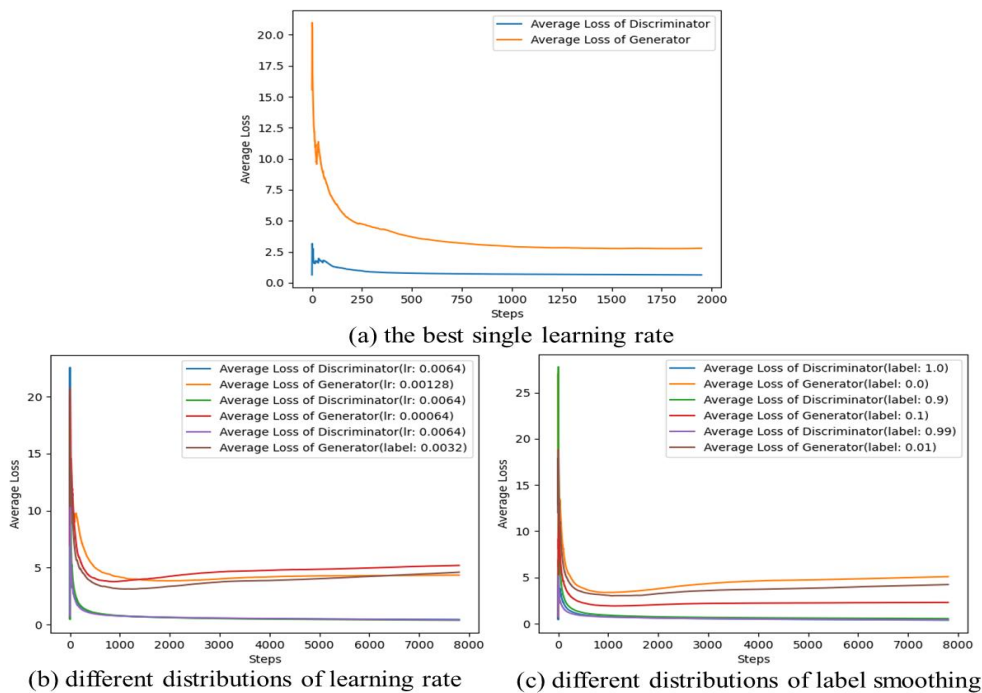 Average Loss of Discriminator
Average Loss of Generator
Average Loss
20.0
17.5
15.0
12.5
10.0
7.5
5.0
2.5
0.0
0 250 500 750 1000 1250 1500 1750 2000
Steps
(a) the best single learning rate
Average Loss of Discriminator(lr: 0.0064)
Average Loss of Generator(lr: 0.00128)
Average Loss of Discriminator(lr: 0.0064)
Average Loss of Generator(lr: 0.00064)
Average Loss of Discriminator(lr: 0.0064)
Average Loss of Generator(label: 0.0032)
Average Loss
20
15
10
5
0
0 1000 2000 3000 4000 5000 6000 7000 8000
Steps
(b) different distributions of learning rate
Average Loss of Discriminator(label: 1.0)
Average Loss of Generator(label: 0.0)
Average Loss of Discriminator(label: 0.9)
Average Loss of Generator(label: 0.1)
Average Loss of Discriminator(label: 0.99)
Average Loss of Generator(label: 0.01)
Average Loss
25
20
15
10
5
0
0 1000 2000 3000 4000 5000 6000 7000 8000
Steps
(c) different distributions of label smoothing